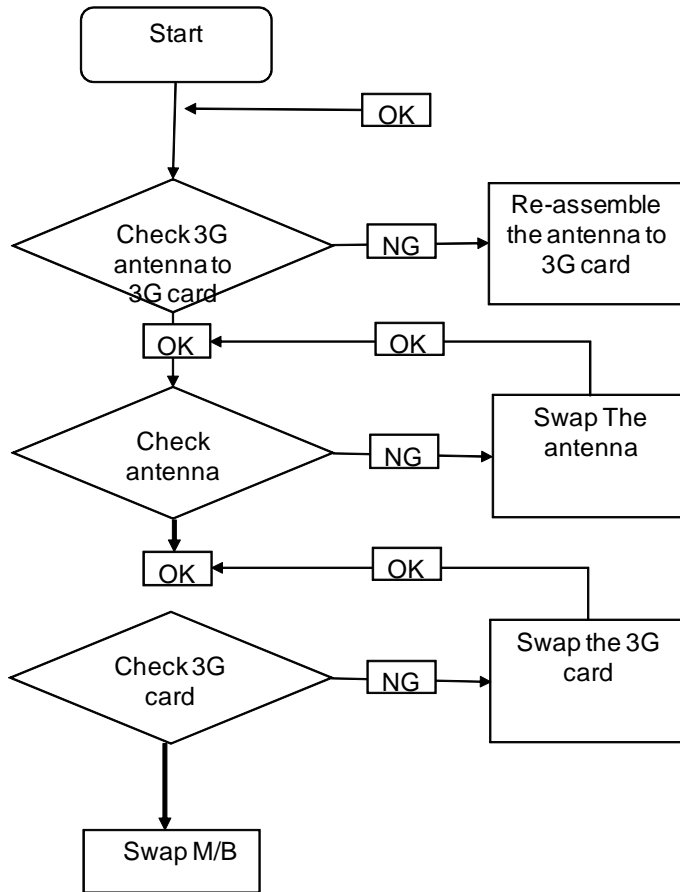 Start
OK
Check 3G
antenna to
3G card
NG
Re-assemble
the antenna to
3G card
OK
OK
Check
antenna
NG
Swap The
antenna
OK
OK
Check 3G
card
NG
Swap the 3G
card
Swap M/B